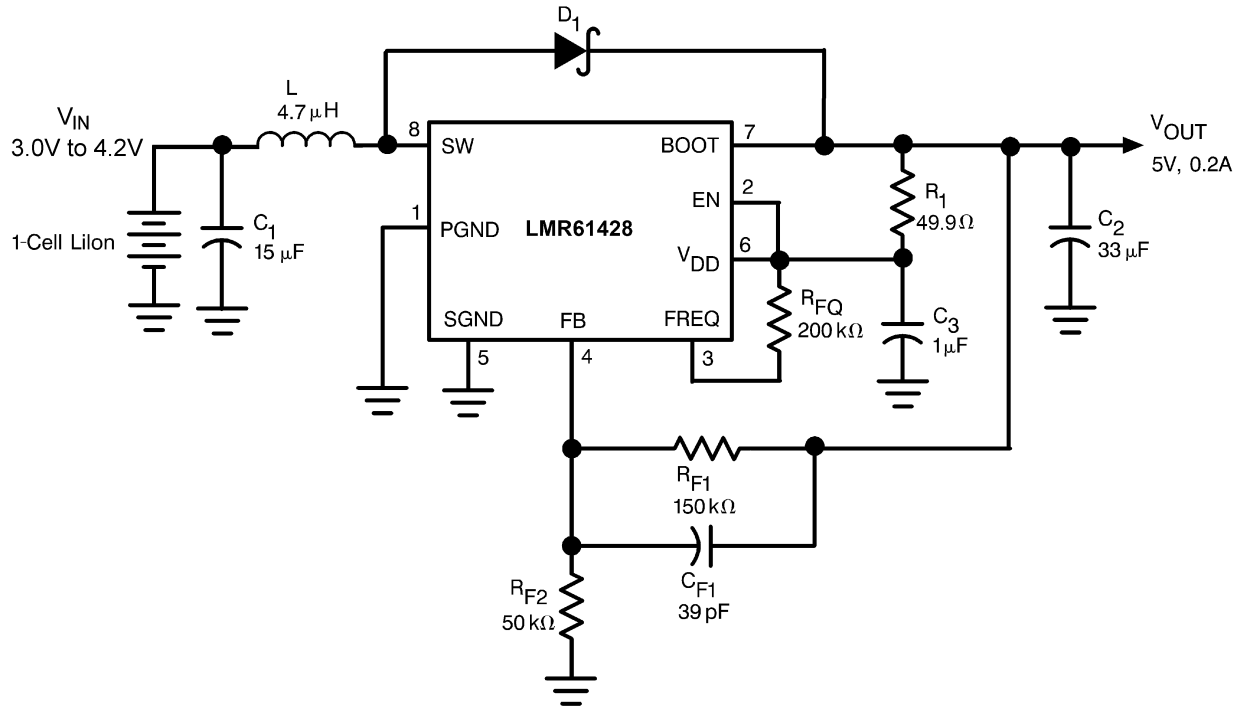 D1
L
4.7 μH
VIN
3.0V to 4.2V
8
7
VOUT
5V, 0.2A
SW
BOOT
2
EN
R1
49.9Ω
1
PGND
LMR61428
C1
15 μF
1-Cell LiIon
C2
33 μF
6
VDD
RFQ
200 kΩ
C3
1μF
SGND
FB
FREQ
5
4
3
RF1
150 kΩ
CF1
39 pF
RF2
50 kΩ